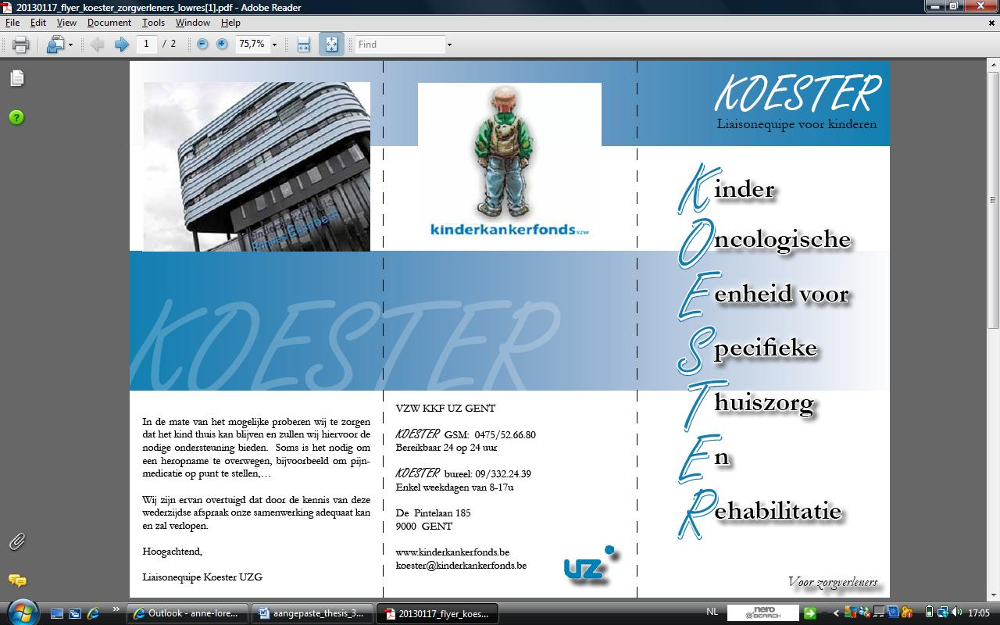 20130117_flyer_koester_zorgverleners_lowres[1].pdf - Adobe Reader
File Edit View Document Tools Window Help
1 / 2 75,7% Find
KOESTER
Liaisonequipe voor kinderen
Prinses Elisabeth
kinderkankerfonds vzw
Kinder
Oncologische
Eenheid voor
Specifieke
Thuiszorg
En
Rehabilitatie
KOESTER
In de mate van het mogelijke proberen wij te zorgen
dat het kind thuis kan blijven en zullen wij hiervoor de
nodige ondersteuning bieden. Soms is het nodig om
een heropname te overwegen, bijvoorbeeld om pijn-
medicatie op punt te stellen,…
Wij zijn ervan overtuigd dat door de kennis van deze
wederzijdse afspraak onze samenwerking adequaat kan
en zal verlopen.
Hoogachtend,
Liaisonequipe Koester UZG
VZW KKF UZ GENT
KOESTER GSM: 0475/52.66.80
Bereikbaar 24 op 24 uur
KOESTER bureel: 09/332.24.39
Enkel weekdagen van 8-17u
De Pintelaan 185
9000 GENT
www.kinderkankerfonds.be
koester@kinderkankerfonds.be
uz
Voor zorgverleners
Outlook - anne-lore... aangepaste_thesis_3... 20130117_flyer_koes... NL nero SEARCH 17:05